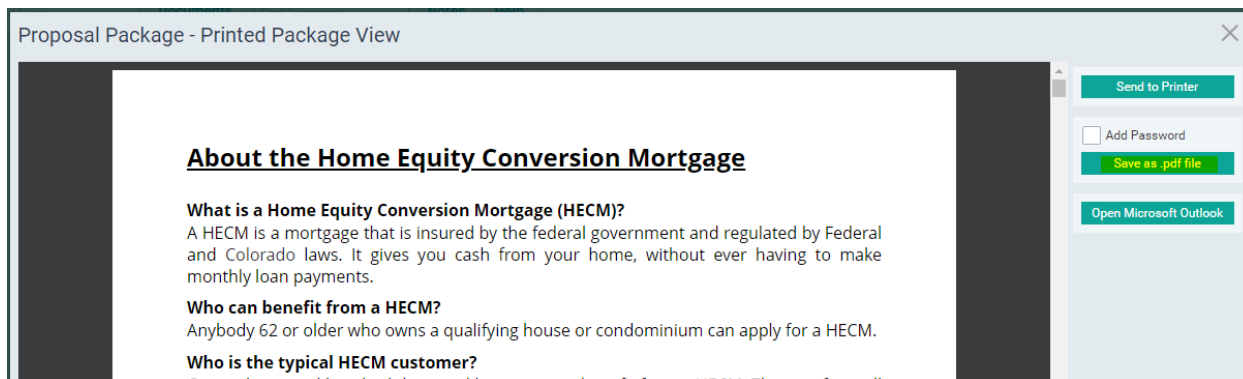 Documents Notes Help
Proposal Package - Printed Package View
Send to Printer
Add Password
Save as .pdf file
Open Microsoft Outlook
About the Home Equity Conversion Mortgage
What is a Home Equity Conversion Mortgage (HECM)?
A HECM is a mortgage that is insured by the federal government and regulated by Federal
and Colorado laws. It gives you cash from your home, without ever having to make
monthly loan payments.
Who can benefit from a HECM?
Anybody 62 or older who owns a qualifying house or condominium can apply for a HECM.
Who is the typical HECM customer?